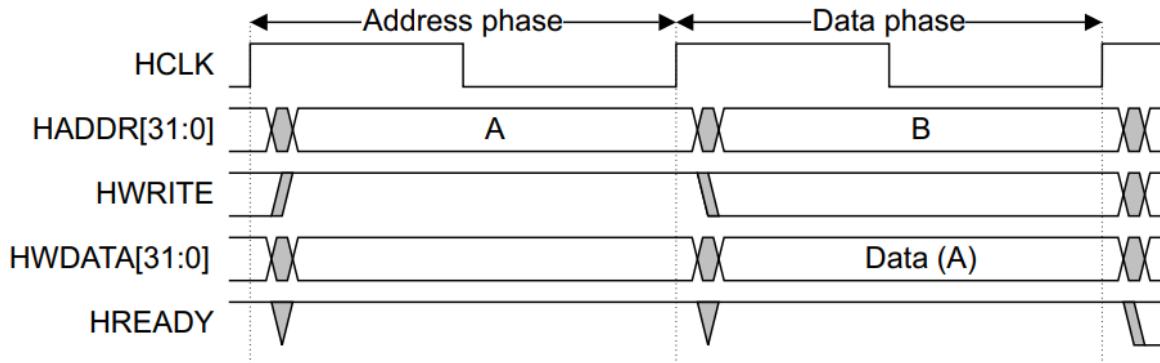 Address phase Data phase
HCLK
HADDR[31:0] A B
HWRITE
HWDATA[31:0] Data (A)
HREADY